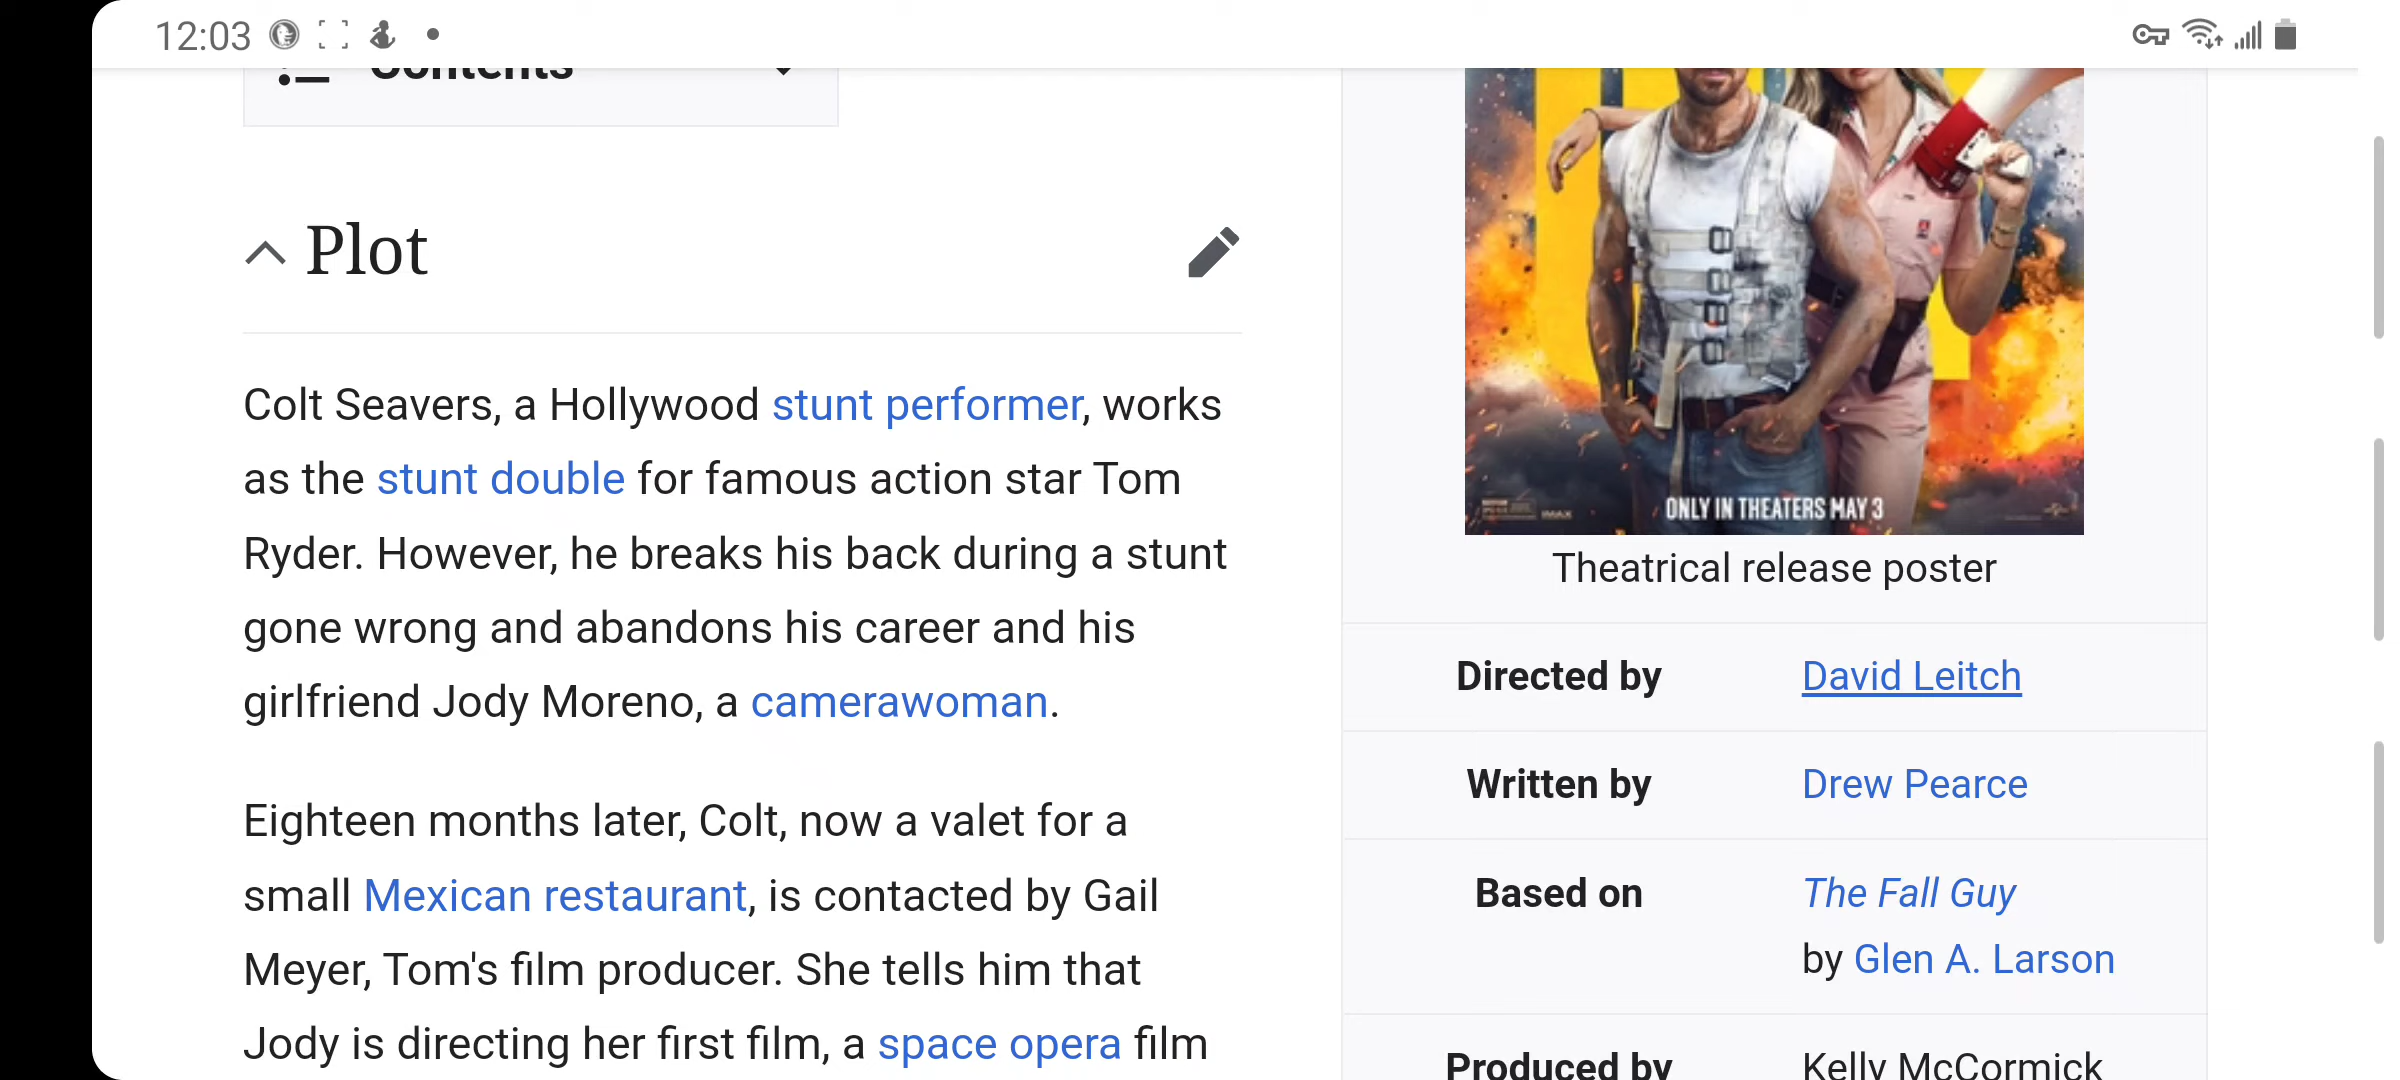 12:03
Contents
Plot
Colt Seavers, a Hollywood stunt performer, works
as the stunt double for famous action star Tom
Ryder. However, he breaks his back during a stunt
gone wrong and abandons his career and his
girlfriend Jody Moreno, a camerawoman.
Eighteen months later, Colt, now a valet for a
small Mexican restaurant, is contacted by Gail
Meyer, Tom's film producer. She tells him that
Jody is directing her first film, a space opera film
IMAX
ONLY IN THEATERS MAY 3
Theatrical release poster
Directed by David Leitch
Written by Drew Pearce
Based on The Fall Guy
by Glen A. Larson
Produced by Kelly McCormick